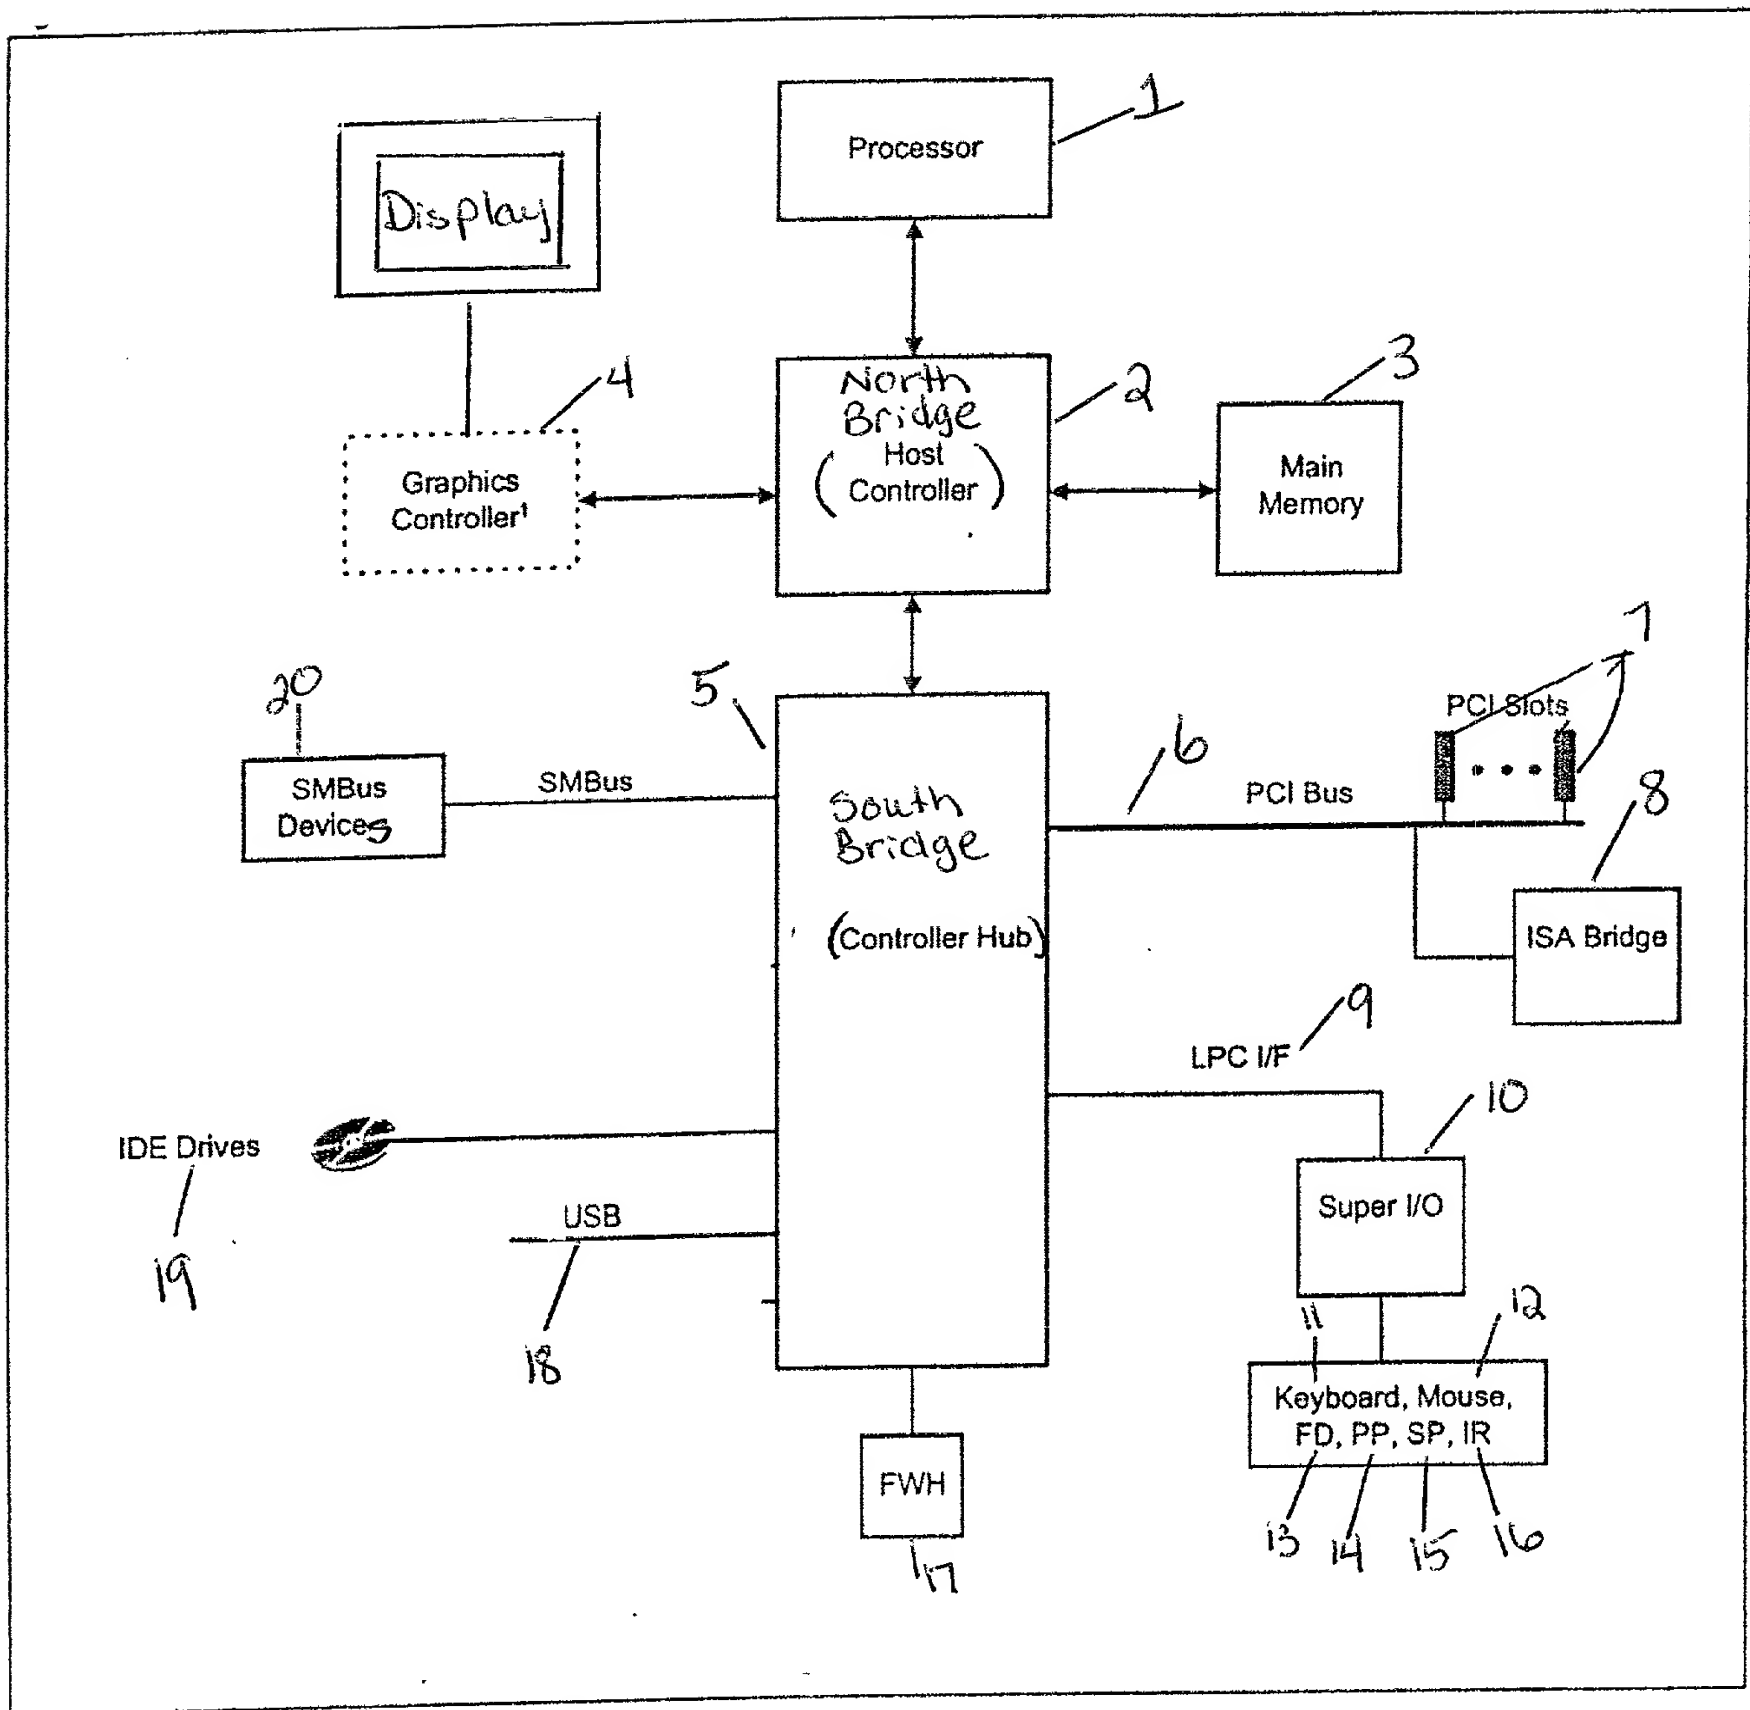 1
Processor
Display
4
North
Bridge
(Host
Controller)
2
3
Main
Memory
Graphics
Controller¹
7
20
5
6
PCI Slots
SMBus
Devices
SMBus
PCI Bus
8
South
Bridge
(Controller Hub)
ISA Bridge
9
LPC I/F
10
IDE Drives
19
USB
18
Super I/O
11
12
Keyboard, Mouse,
FD, PP, SP, IR
13 14 15 16
FWH
17